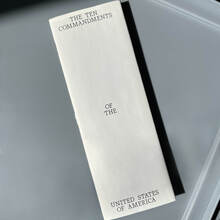 THE TEN
COMMANDMENTS
OF
THE
UNITED STATES
OF AMERICA